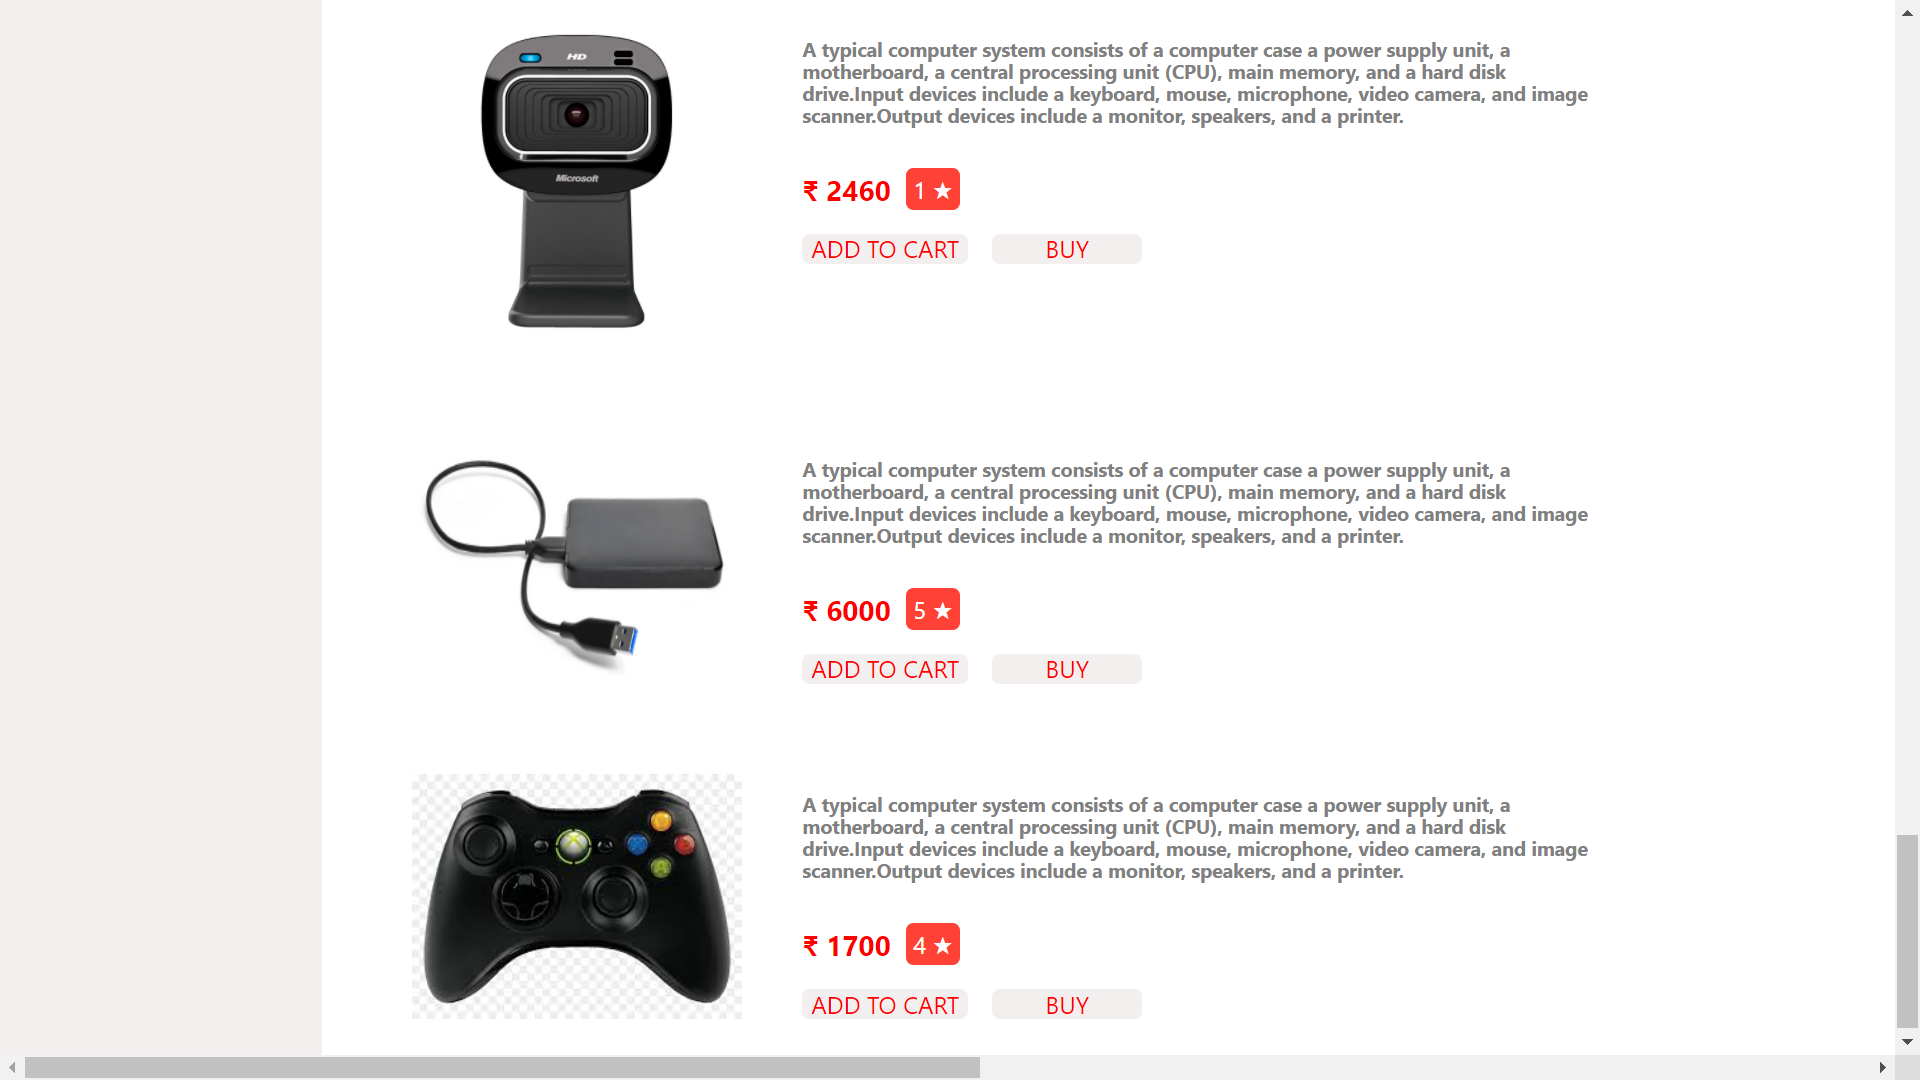 HD
Microsoft
A typical computer system consists of a computer case a power supply unit, a
motherboard, a central processing unit (CPU), main memory, and a hard disk
drive.Input devices include a keyboard, mouse, microphone, video camera, and image
scanner.Output devices include a monitor, speakers, and a printer.
₹ 2460 1 ★
ADD TO CART BUY
A typical computer system consists of a computer case a power supply unit, a
motherboard, a central processing unit (CPU), main memory, and a hard disk
drive.Input devices include a keyboard, mouse, microphone, video camera, and image
scanner.Output devices include a monitor, speakers, and a printer.
₹ 6000 5 ★
ADD TO CART BUY
A typical computer system consists of a computer case a power supply unit, a
motherboard, a central processing unit (CPU), main memory, and a hard disk
drive.Input devices include a keyboard, mouse, microphone, video camera, and image
scanner.Output devices include a monitor, speakers, and a printer.
₹ 1700 4 ★
ADD TO CART BUY